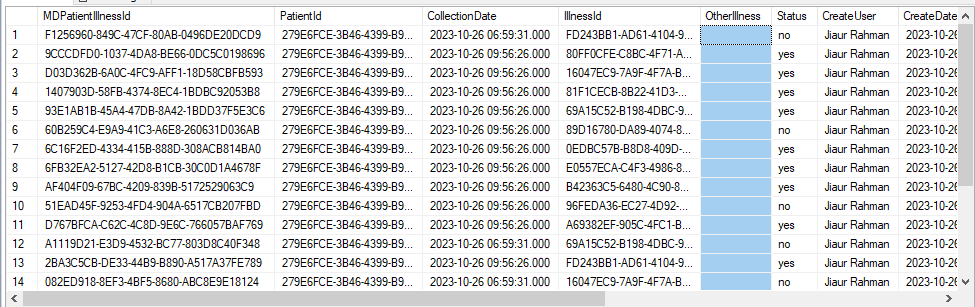 MDPatientIllnessId PatientId CollectionDate IllnessId OtherIllness Status CreateUser CreateDate
1 F1256960-849C-47CF-80AB-0496DE20DCD9 279E6FCE-3B46-4399-B9... 2023-10-26 06:59:31.000 FD243BB1-AD61-4104-9... no Jiaur Rahman 2023-10-26
2 9CCCDFD0-1037-4DA8-BE66-0DC5C0198696 279E6FCE-3B46-4399-B9... 2023-10-26 09:56:26.000 80FF0CFE-C8BC-4F71-A... yes Jiaur Rahman 2023-10-26
3 D03D362B-6A0C-4FC9-AFF1-18D58CBFB593 279E6FCE-3B46-4399-B9... 2023-10-26 09:56:26.000 16047EC9-7A9F-4F7A-B... yes Jiaur Rahman 2023-10-26
4 1407903D-58FB-4374-8EC4-1BDBC92053B8 279E6FCE-3B46-4399-B9... 2023-10-26 09:56:26.000 81F1CECB-8B22-41D3-... yes Jiaur Rahman 2023-10-26
5 93E1AB1B-45A4-47DB-8A42-1BDD37F5E3C6 279E6FCE-3B46-4399-B9... 2023-10-26 09:56:26.000 69A15C52-B198-4DBC-9... yes Jiaur Rahman 2023-10-26
6 60B259C4-E9A9-41C3-A6E8-260631D036AB 279E6FCE-3B46-4399-B9... 2023-10-26 09:56:26.000 89D16780-DA89-4074-8... no Jiaur Rahman 2023-10-26
7 6C16F2ED-4334-415B-888D-308ACB814BA0 279E6FCE-3B46-4399-B9... 2023-10-26 09:56:26.000 0EDBC57B-B8D8-409D-... yes Jiaur Rahman 2023-10-26
8 6FB32EA2-5127-42D8-B1CB-30C0D1A4678F 279E6FCE-3B46-4399-B9... 2023-10-26 09:56:26.000 E0557ECA-C4F3-4986-8... yes Jiaur Rahman 2023-10-26
9 AF404F09-67BC-4209-839B-5172529063C9 279E6FCE-3B46-4399-B9... 2023-10-26 09:56:26.000 B42363C5-6480-4C90-8... yes Jiaur Rahman 2023-10-26
10 51EAD45F-9253-4FD4-904A-6517CB207FBD 279E6FCE-3B46-4399-B9... 2023-10-26 09:56:26.000 96FEDA36-EC27-4D92-... no Jiaur Rahman 2023-10-26
11 D767BFCA-C62C-4C8D-9E6C-766057BAF769 279E6FCE-3B46-4399-B9... 2023-10-26 09:56:26.000 A69382EF-905C-4FC1-B... yes Jiaur Rahman 2023-10-26
12 A1119D21-E3D9-4532-BC77-803D8C40F348 279E6FCE-3B46-4399-B9... 2023-10-26 06:59:31.000 69A15C52-B198-4DBC-9... no Jiaur Rahman 2023-10-26
13 2BA3C5CB-DE33-44B9-B890-A517A37FE789 279E6FCE-3B46-4399-B9... 2023-10-26 09:56:26.000 FD243BB1-AD61-4104-9... yes Jiaur Rahman 2023-10-26
14 082ED918-8EF3-4BF5-8680-ABC8E9E18124 279E6FCE-3B46-4399-B9... 2023-10-26 06:59:31.000 16047EC9-7A9F-4F7A-B... no Jiaur Rahman 2023-10-26